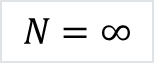 N = ∞